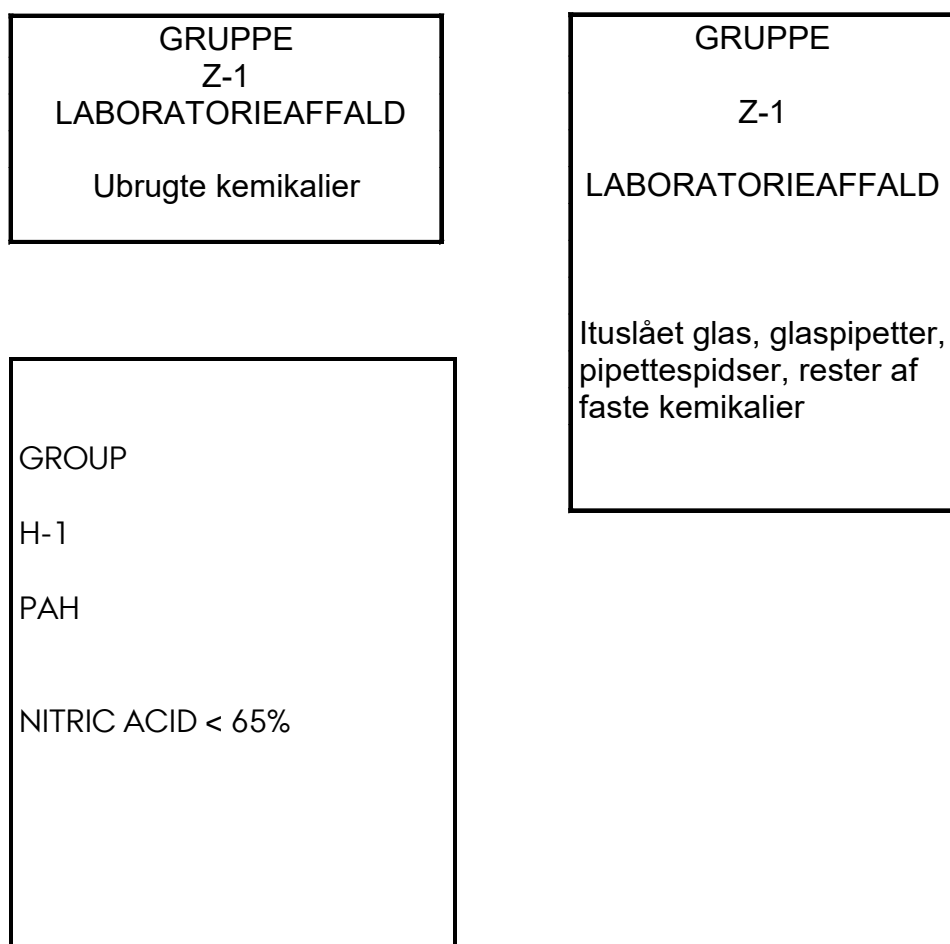 GRUPPE
Z-1
LABORATORIEAFFALD
Ubrugte kemikalier
GRUPPE
Z-1
LABORATORIEAFFALD
Ituslået glas, glaspipetter,
pipettespidser, rester af
faste kemikalier
GROUP
H-1
PAH
NITRIC ACID < 65%